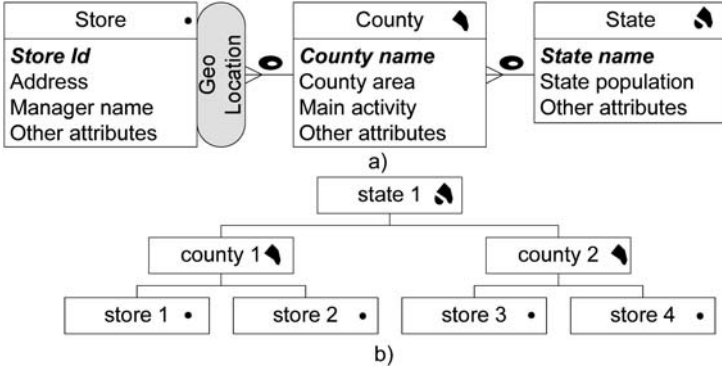 Store
Store Id
Address
Manager name
Other attributes
Geo
Location
County
County name
County area
Main activity
Other attributes
State
State name
State population
Other attributes
a)
state 1
county 1
county 2
store 1
store 2
store 3
store 4
b)